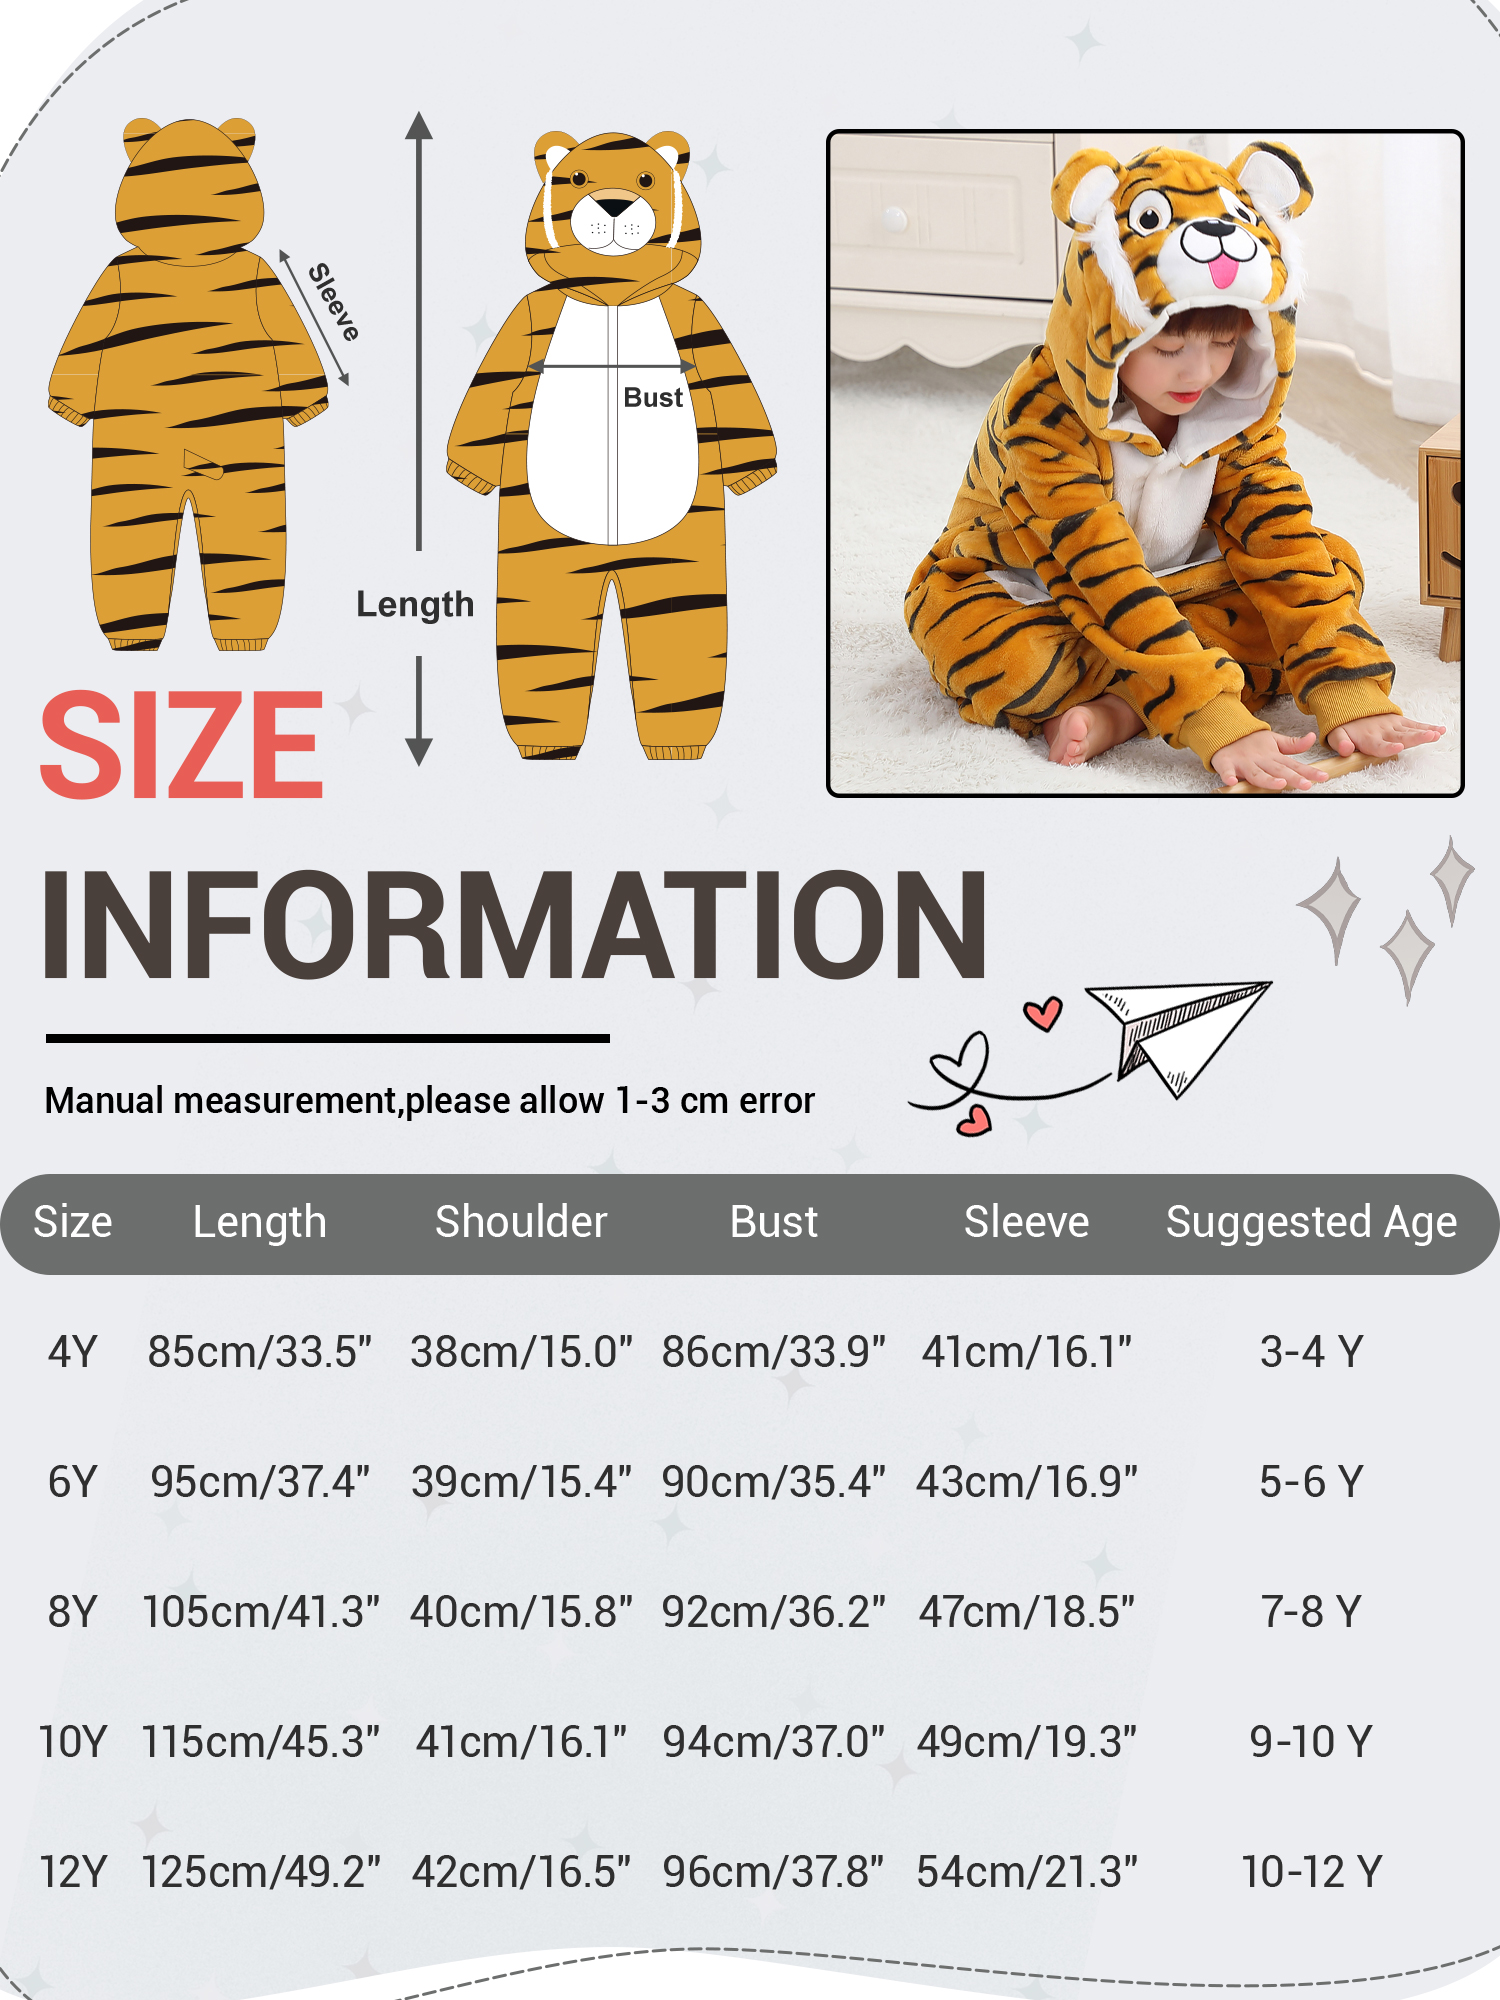 Sleeve
Bust
Length
SIZE
INFORMATION
Manual measurement,please allow 1-3 cm error
Size Length Shoulder Bust Sleeve Suggested Age
4Y 85cm/33.5" 38cm/15.0" 86cm/33.9" 41cm/16.1" 3-4 Y
6Y 95cm/37.4" 39cm/15.4" 90cm/35.4" 43cm/16.9" 5-6 Y
8Y 105cm/41.3" 40cm/15.8" 92cm/36.2" 47cm/18.5" 7-8 Y
10Y 115cm/45.3" 41cm/16.1" 94cm/37.0" 49cm/19.3" 9-10 Y
12Y 125cm/49.2" 42cm/16.5" 96cm/37.8" 54cm/21.3" 10-12 Y